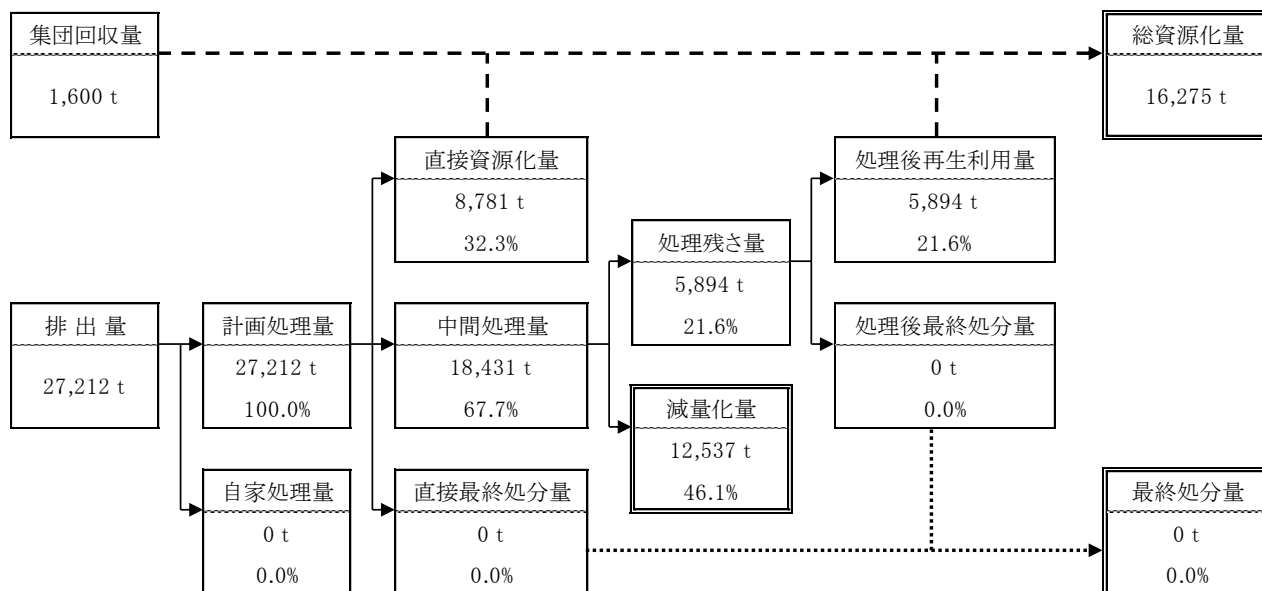 集団回収量
1,600 t
総資源化量
16,275 t
直接資源化量
8,781 t
32.3%
処理後再生利用量
5,894 t
21.6%
処理残さ量
5,894 t
21.6%
排 出 量
27,212 t
計画処理量
27,212 t
100.0%
中間処理量
18,431 t
67.7%
処理後最終処分量
0 t
0.0%
減量化量
12,537 t
46.1%
自家処理量
0 t
0.0%
直接最終処分量
0 t
0.0%
最終処分量
0 t
0.0%